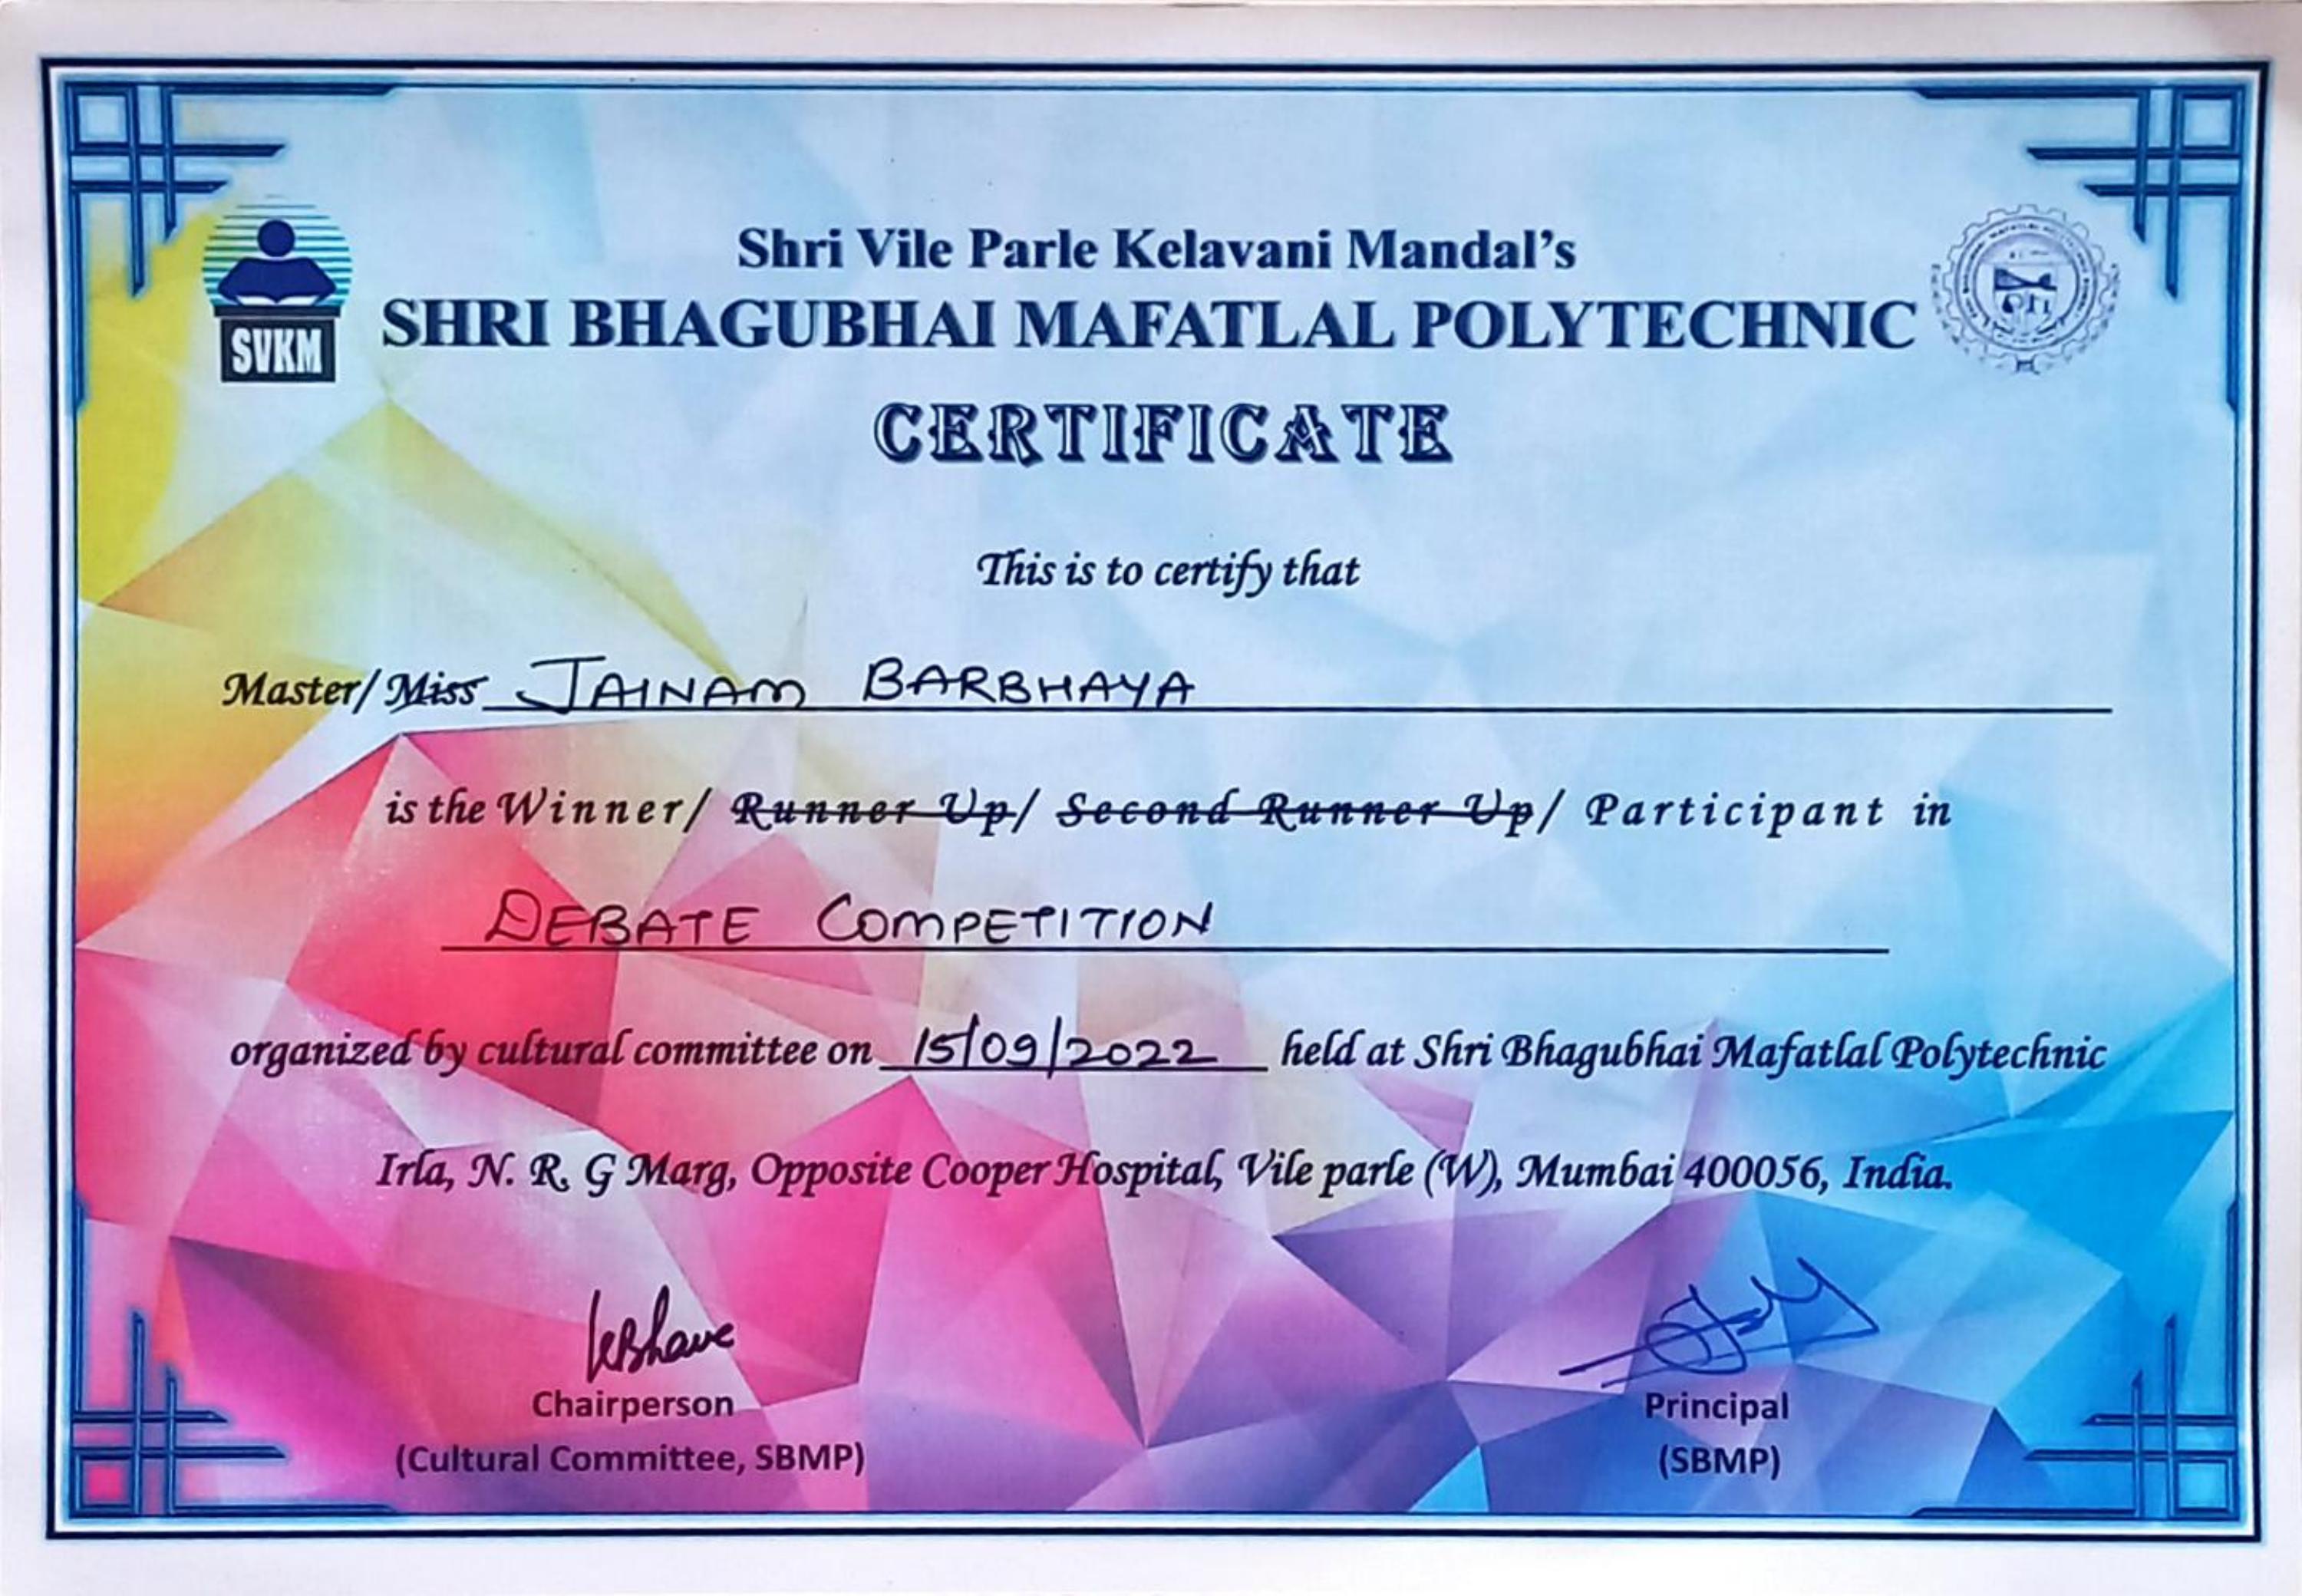 Shri Vile Parle Kelavani Mandal's
SHRI BHAGUBHAI MAFATLAL POLYTECHNIC
SVKM
CERTIFICATE
This is to certify that
Master/ Miss JAINAM BARBHAYA
is the Winner/ Runner Up/ Second Runner Up/ Participant in
DEBATE COMPETITION
organized by cultural committee on 15/09/2022 held at Shri Bhagubhai Mafatlal Polytechnic
Irla, N. R. G Marg, Opposite Cooper Hospital, Vile parle (W), Mumbai 400056, India.
Chairperson
(Cultural Committee, SBMP)
Principal
(SBMP)